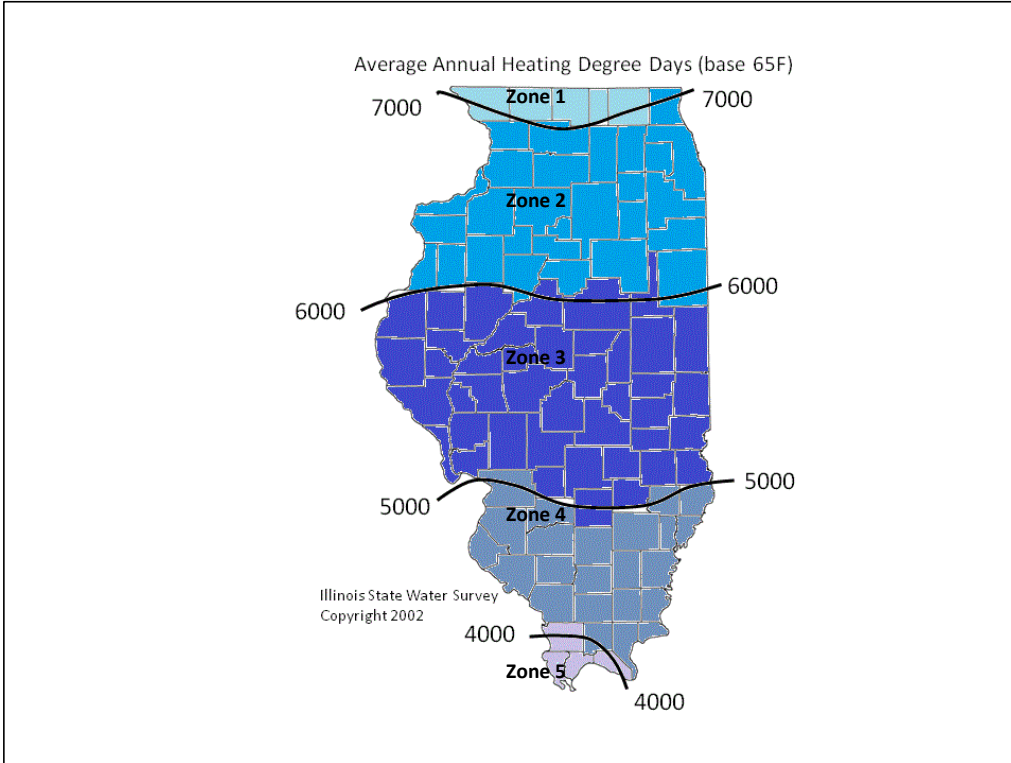 Average Annual Heating Degree Days (base 65F)
7000
Zone 1
7000
Zone 2
6000
6000
Zone 3
5000
5000
Zone 4
Illinois State Water Survey
Copyright 2002
4000
Zone 5
4000